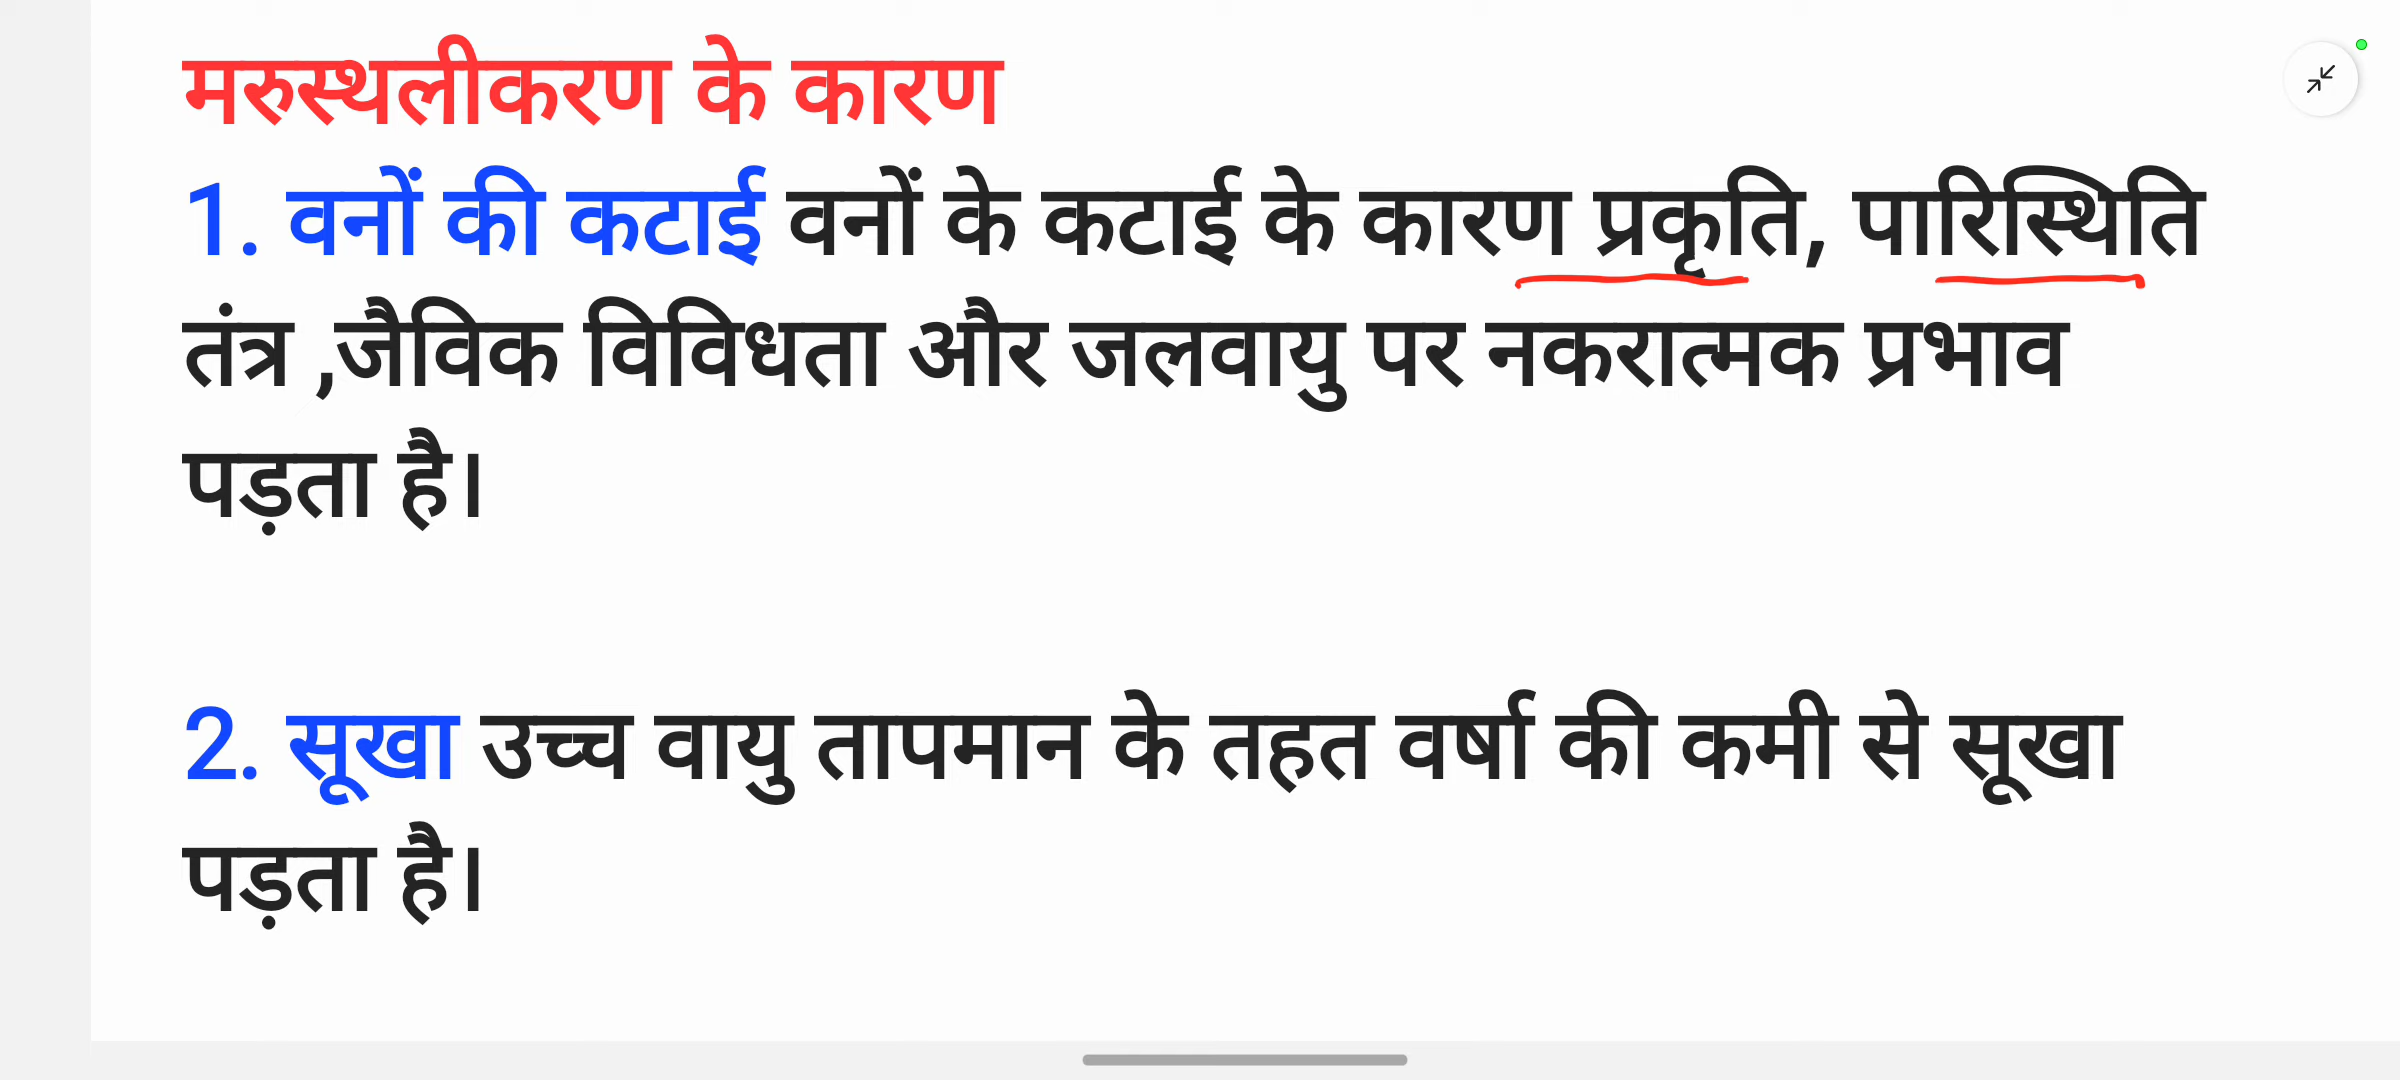 मरुस्थलीकरण के कारण
1. वनों की कटाई वनों के कटाई के कारण प्रकृति, पारिस्थिति
तंत्र ,जैविक विविधता और जलवायु पर नकरात्मक प्रभाव
पड़ता है।
2. सूखा उच्च वायु तापमान के तहत वर्षा की कमी से सूखा
पड़ता है।